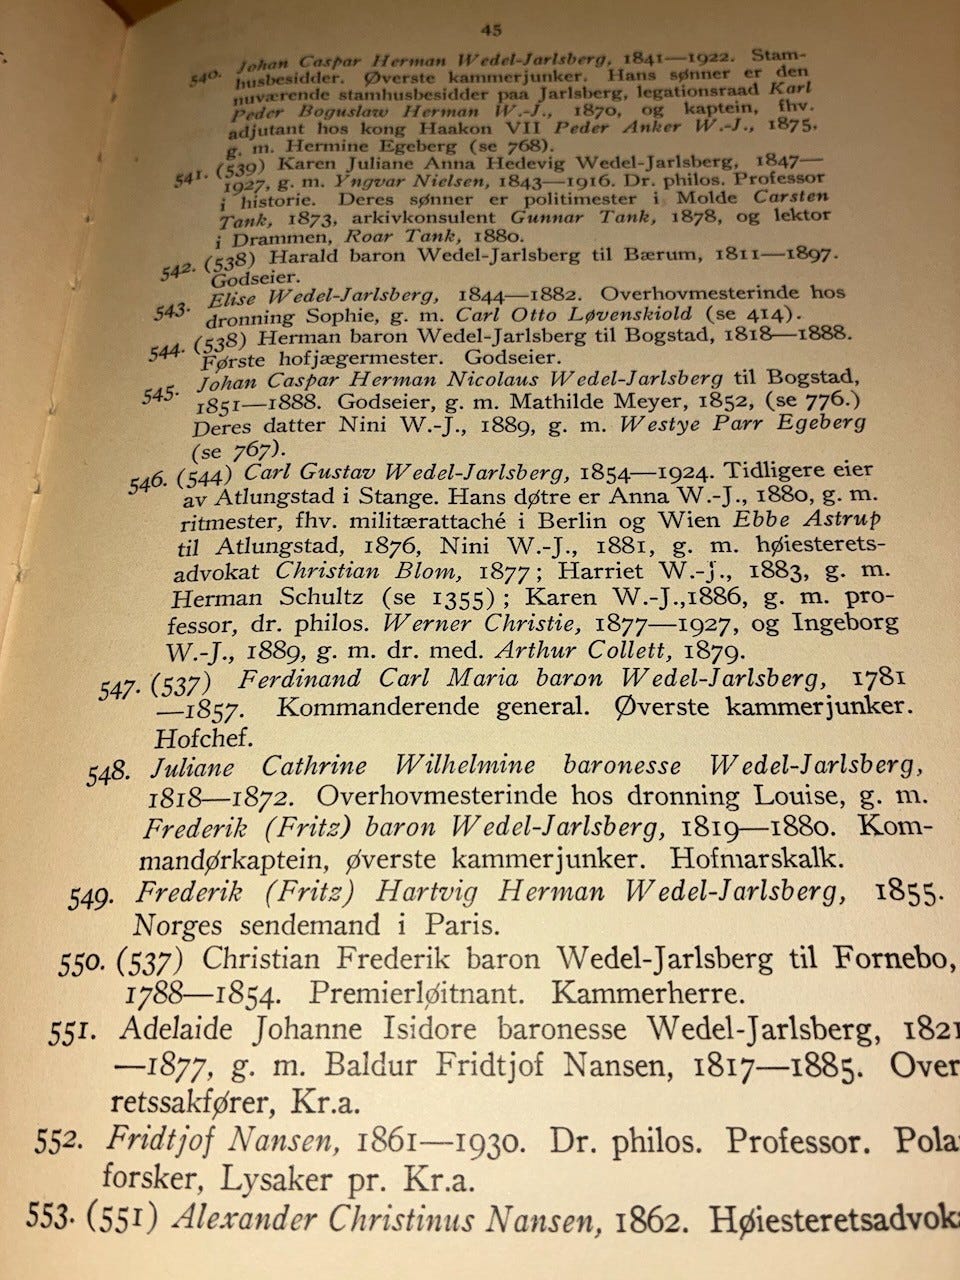 45
540. Johan Caspar Herman Wedel-Jarlsberg, 1841—1922. Stam-
husbesidder. Øverste kammerjunker. Hans sønner er den
nuværende stamhusbesidder paa Jarlsberg, legationsraad Karl
Peder Boguslaw Herman W.-J., 1870, og kaptein, fhv.
adjutant hos kong Haakon VII Peder Anker W.-J., 1875,
g. m. Hermine Egeberg (se 768).
541. (539) Karen Juliane Anna Hedevig Wedel-Jarlsberg, 1847—
1927, g. m. Yngvar Nielsen, 1843—1916. Dr. philos. Professor
i historie. Deres sønner er politimester i Molde Carsten
Tank, 1873, arkivkonsulent Gunnar Tank, 1878, og lektor
i Drammen, Roar Tank, 1880.
542. (538) Harald baron Wedel-Jarlsberg til Bærum, 1811—1897.
Godseier.
543. Elise Wedel-Jarlsberg, 1844—1882. Overhovmesterinde hos
dronning Sophie, g. m. Carl Otto Løvenskiold (se 414).
544. (538) Herman baron Wedel-Jarlsberg til Bogstad, 1818—1888.
Første hofjægermester. Godseier.
545. Johan Caspar Herman Nicolaus Wedel-Jarlsberg til Bogstad,
1851—1888. Godseier, g. m. Mathilde Meyer, 1852, (se 776.)
Deres datter Nini W.-J., 1889, g. m. Westye Parr Egeberg
(se 767).
546. (544) Carl Gustav Wedel-Jarlsberg, 1854—1924. Tidligere eier
av Atlungstad i Stange. Hans døtre er Anna W.-J., 1880, g. m.
ritmester, fhv. militærattaché i Berlin og Wien Ebbe Astrup
til Atlungstad, 1876, Nini W.-J., 1881, g. m. høiesterets-
advokat Christian Blom, 1877; Harriet W.-J., 1883, g. m.
Herman Schultz (se 1355); Karen W.-J.,1886, g. m. pro-
fessor, dr. philos. Werner Christie, 1877—1927, og Ingeborg
W.-J., 1889, g. m. dr. med. Arthur Collett, 1879.
547. (537) Ferdinand Carl Maria baron Wedel-Jarlsberg, 1781
—1857. Kommanderende general. Øverste kammerjunker.
Hofchef.
548. Juliane Cathrine Wilhelmine baronesse Wedel-Jarlsberg,
1818—1872. Overhovmesterinde hos dronning Louise, g. m.
Frederik (Fritz) baron Wedel-Jarlsberg, 1819—1880. Kom-
mandørkaptein, øverste kammerjunker. Hofmarskalk.
549. Frederik (Fritz) Hartvig Herman Wedel-Jarlsberg, 1855.
Norges sendemand i Paris.
550. (537) Christian Frederik baron Wedel-Jarlsberg til Fornebo,
1788—1854. Premierløitnant. Kammerherre.
551. Adelaide Johanne Isidore baronesse Wedel-Jarlsberg, 1821
—1877, g. m. Baldur Fridtjof Nansen, 1817—1885. Over
retssakfører, Kr.a.
552. Fridtjof Nansen, 1861—1930. Dr. philos. Professor. Pola
forsker, Lysaker pr. Kr.a.
553. (551) Alexander Christinus Nansen, 1862. Høiesteretsadvok